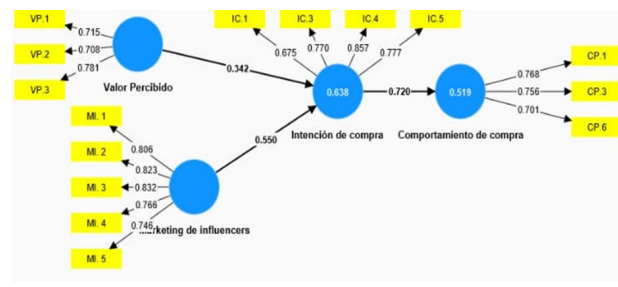 VP.1
0.715
VP.2
0.708
VP.3
0.781
Valor Percibido
IC.1
IC.3
IC.4
IC.5
0.675
0.770
0.857
0.777
0.342
0.638
0.720
0.519
Intención de compra
Comportamiento de compra
0.768
CP.1
0.756
CP.3
0.701
CP.6
0.550
MI. 1
0.806
MI. 2
0.823
MI. 3
0.832
MI. 4
0.766
0.746
Marketing de influencers
MI. 5